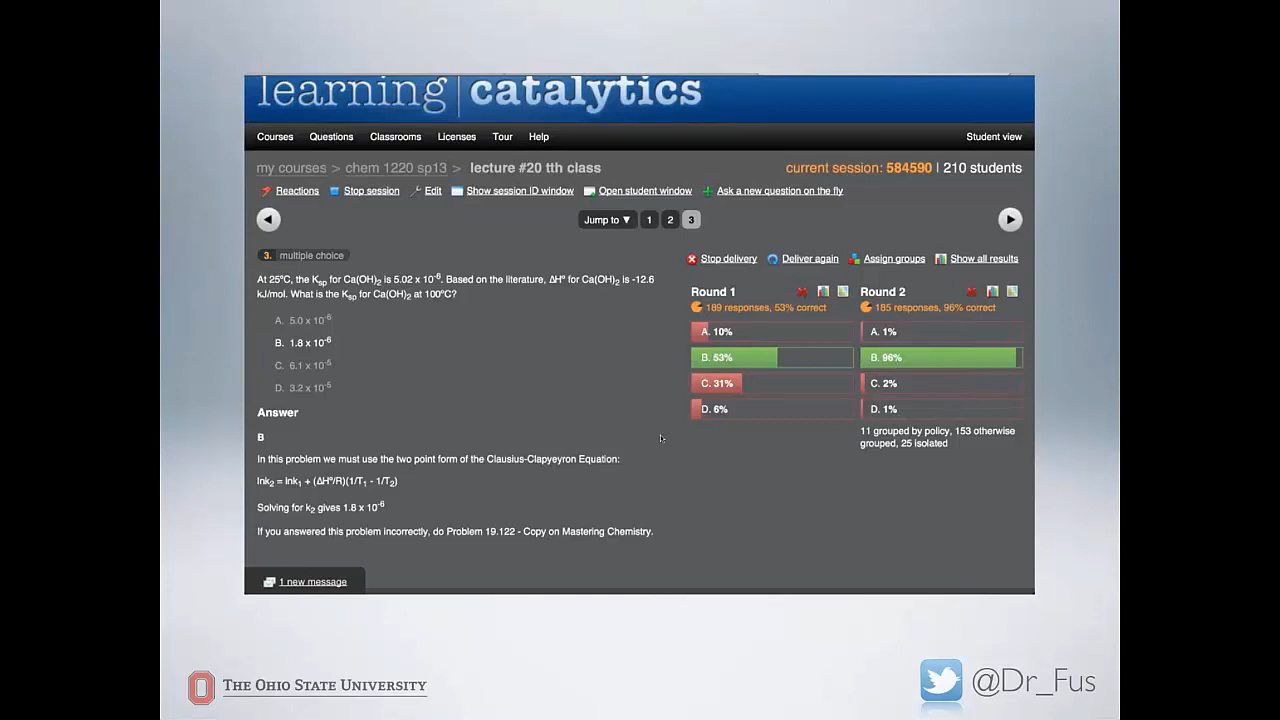 learning | catalytics
Courses Questions Classrooms Licenses Tour Help Student view
my courses > chem 1220 sp13 > lecture #20 tth class current session: 584590 | 210 students
Reactions Stop session Edit Show session ID window Open student window Ask a new question on the fly
Jump to ▼ 1 2 3
3. multiple choice
At 25ºC, the Ksp for Ca(OH)2 is 5.02 x 10-6. Based on the literature, ΔHº for Ca(OH)2 is -12.6
kJ/mol. What is the Ksp for Ca(OH)2 at 100ºC?
A. 5.0 x 10-6
B. 1.8 x 10-6
C. 6.1 x 10-5
D. 3.2 x 10-5
Answer
B
In this problem we must use the two point form of the Clausius-Clapyeyron Equation:
lnk2 = lnk1 + (ΔHº/R)(1/T1 - 1/T2)
Solving for k2 gives 1.8 x 10-6
If you answered this problem incorrectly, do Problem 19.122 - Copy on Mastering Chemistry.
1 new message
Stop delivery Deliver again Assign groups Show all results
Round 1
189 responses, 53% correct
A. 10%
B. 53%
C. 31%
D. 6%
Round 2
185 responses, 96% correct
A. 1%
B. 96%
C. 2%
D. 1%
11 grouped by policy, 153 otherwise
grouped, 25 isolated
THE OHIO STATE UNIVERSITY
@Dr_Fus